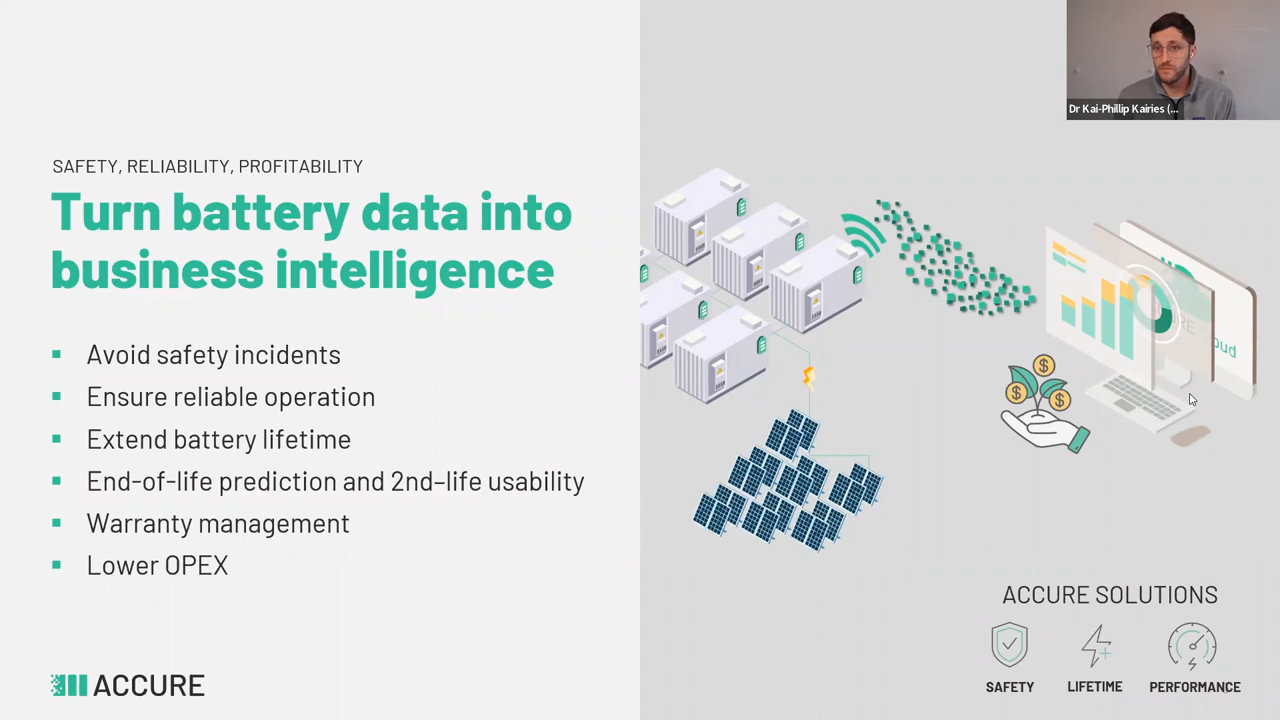 Dr Kai-Phillip Kairies (...
SAFETY, RELIABILITY, PROFITABILITY
Turn battery data into
business intelligence
Avoid safety incidents
Ensure reliable operation
Extend battery lifetime
End-of-life prediction and 2nd–life usability
Warranty management
Lower OPEX
RE
oud
ACCURE SOLUTIONS
SAFETY
LIFETIME
PERFORMANCE
ACCURE